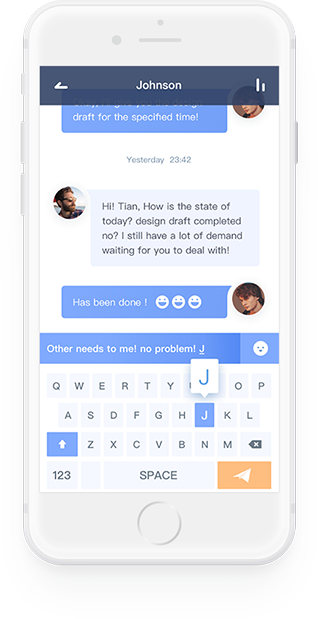 Johnson
draft for the specified time!
Yesterday 23:42
Hi! Tian, How is the state of
today? design draft completed
no? I still have a lot of demand
waiting for you to deal with!
Has been done !
Other needs to me! no problem! J
J
Q W E R T Y U O P
A S D F G H J K L
Z X C V B N M
123 SPACE